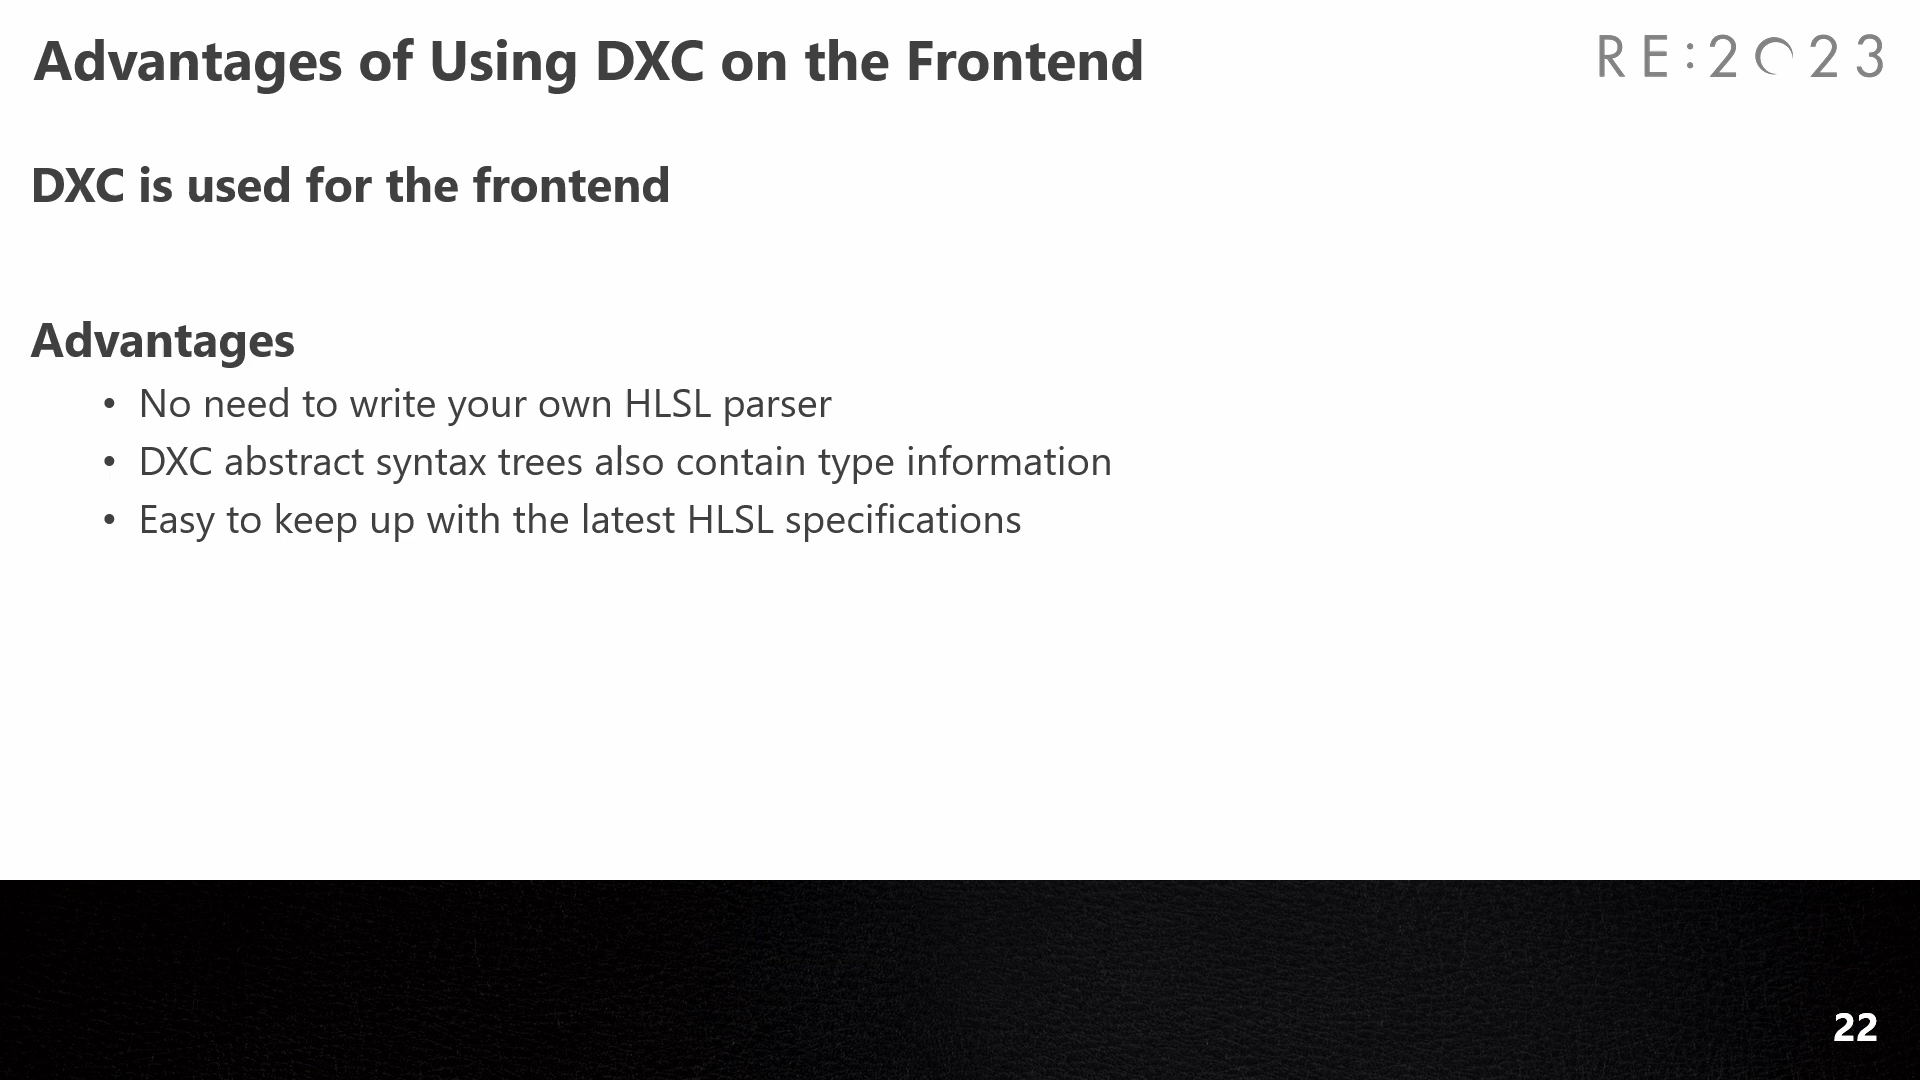 Advantages of Using DXC on the Frontend
RE:2023
DXC is used for the frontend
Advantages
• No need to write your own HLSL parser
• DXC abstract syntax trees also contain type information
• Easy to keep up with the latest HLSL specifications
22